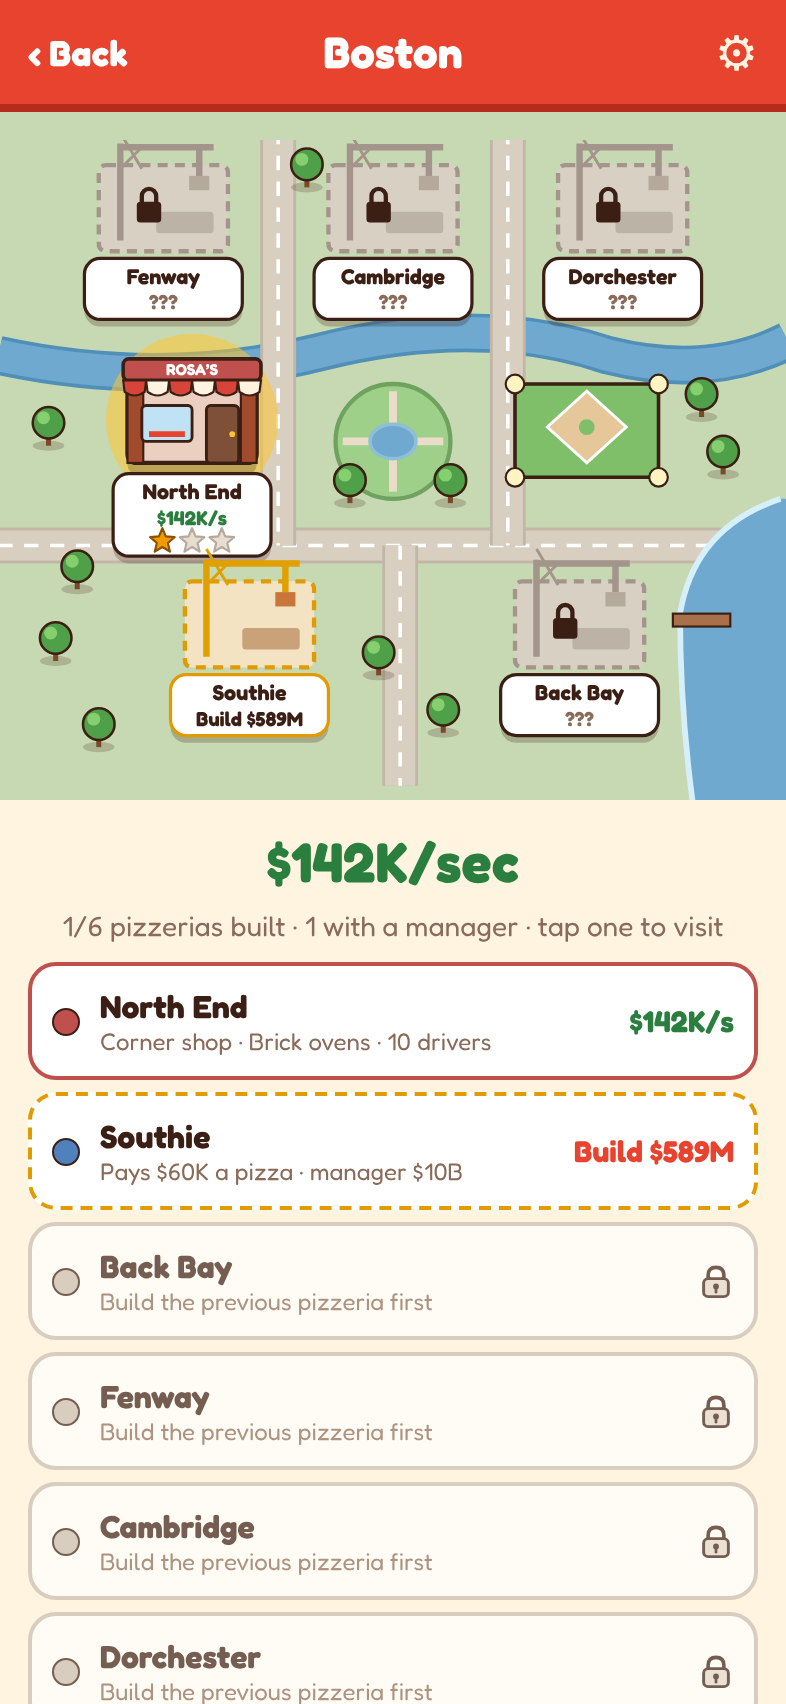 ‹ Back
Boston
Fenway
???
Cambridge
???
Dorchester
???
ROSA'S
North End
$142K/s
Southie
Build $589M
Back Bay
???
$142K/sec
1/6 pizzerias built · 1 with a manager · tap one to visit
North End
Corner shop · Brick ovens · 10 drivers
$142K/s
Southie
Pays $60K a pizza · manager $10B
Build $589M
Back Bay
Build the previous pizzeria first
Fenway
Build the previous pizzeria first
Cambridge
Build the previous pizzeria first
Dorchester
Build the previous pizzeria first